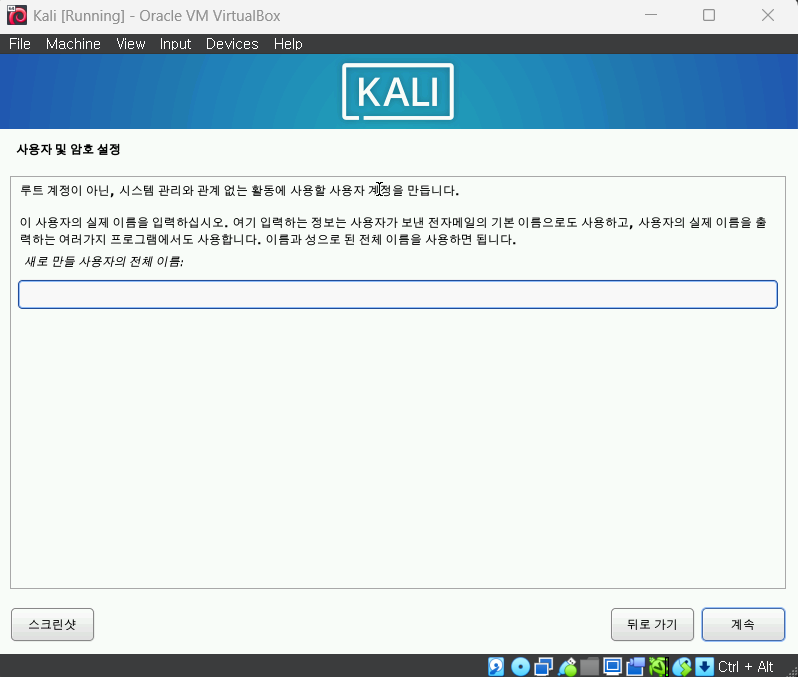 Kali [Running] - Oracle VM VirtualBox
File Machine View Input Devices Help
KALI
사용자 및 암호 설정
루트 계정이 아닌, 시스템 관리와 관계 없는 활동에 사용할 사용자 계정을 만듭니다.
이 사용자의 실제 이름을 입력하십시오. 여기 입력하는 정보는 사용자가 보낸 전자메일의 기본 이름으로도 사용하고, 사용자의 실제 이름을 출
력하는 여러가지 프로그램에서도 사용합니다. 이름과 성으로 된 전체 이름을 사용하면 됩니다.
새로 만들 사용자의 전체 이름:
스크린샷 뒤로 가기 계속
Ctrl + Alt